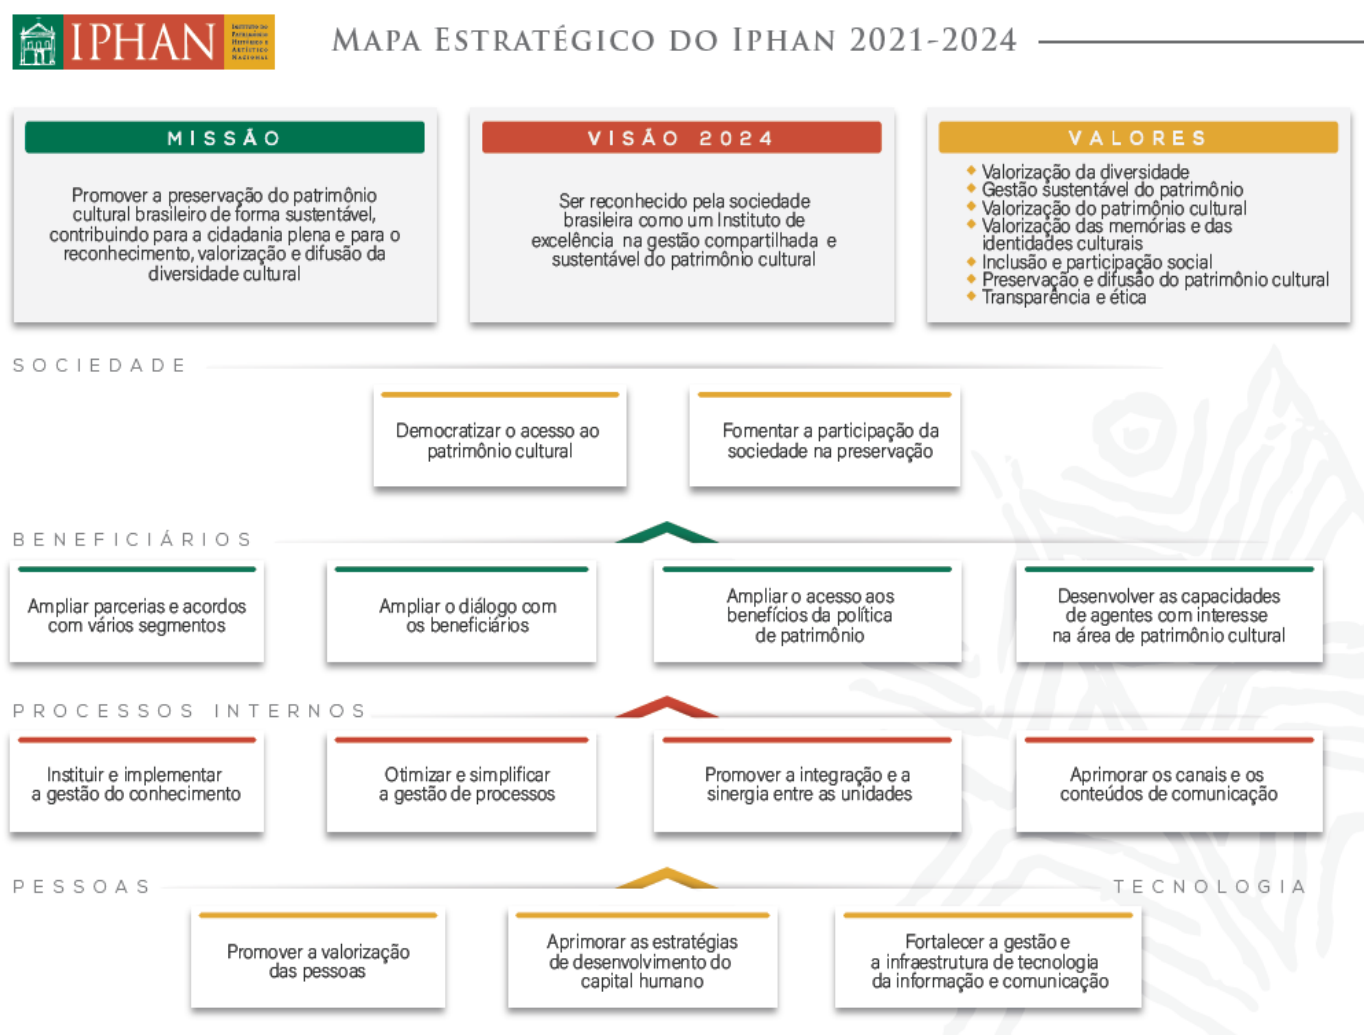 IPHAN
INSTITUTO DO
PATRIMÔNIO
HISTÓRICO E
ARTÍSTICO
NACIONAL
MAPA ESTRATÉGICO DO IPHAN 2021-2024
MISSÃO
Promover a preservação do patrimônio
cultural brasileiro de forma sustentável,
contribuindo para a cidadania plena e para o
reconhecimento, valorização e difusão da
diversidade cultural
VISÃO 2024
Ser reconhecido pela sociedade
brasileira como um Instituto de
excelência na gestão compartilhada e
sustentável do patrimônio cultural
VALORES
Valorização da diversidade
Gestão sustentável do patrimônio
Valorização do patrimônio cultural
Valorização das memórias e das
identidades culturais
Inclusão e participação social
Preservação e difusão do patrimônio cultural
Transparência e ética
SOCIEDADE
Democratizar o acesso ao
patrimônio cultural
Fomentar a participação da
sociedade na preservação
BENEFICIÁRIOS
Ampliar parcerias e acordos
com vários segmentos
Ampliar o diálogo com
os beneficiários
Ampliar o acesso aos
benefícios da política
de patrimônio
Desenvolver as capacidades
de agentes com interesse
na área de patrimônio cultural
PROCESSOS INTERNOS
Instituir e implementar
a gestão do conhecimento
Otimizar e simplificar
a gestão de processos
Promover a integração e a
sinergia entre as unidades
Aprimorar os canais e os
conteúdos de comunicação
PESSOAS
TECNOLOGIA
Promover a valorização
das pessoas
Aprimorar as estratégias
de desenvolvimento do
capital humano
Fortalecer a gestão e
a infraestrutura de tecnologia
da informação e comunicação